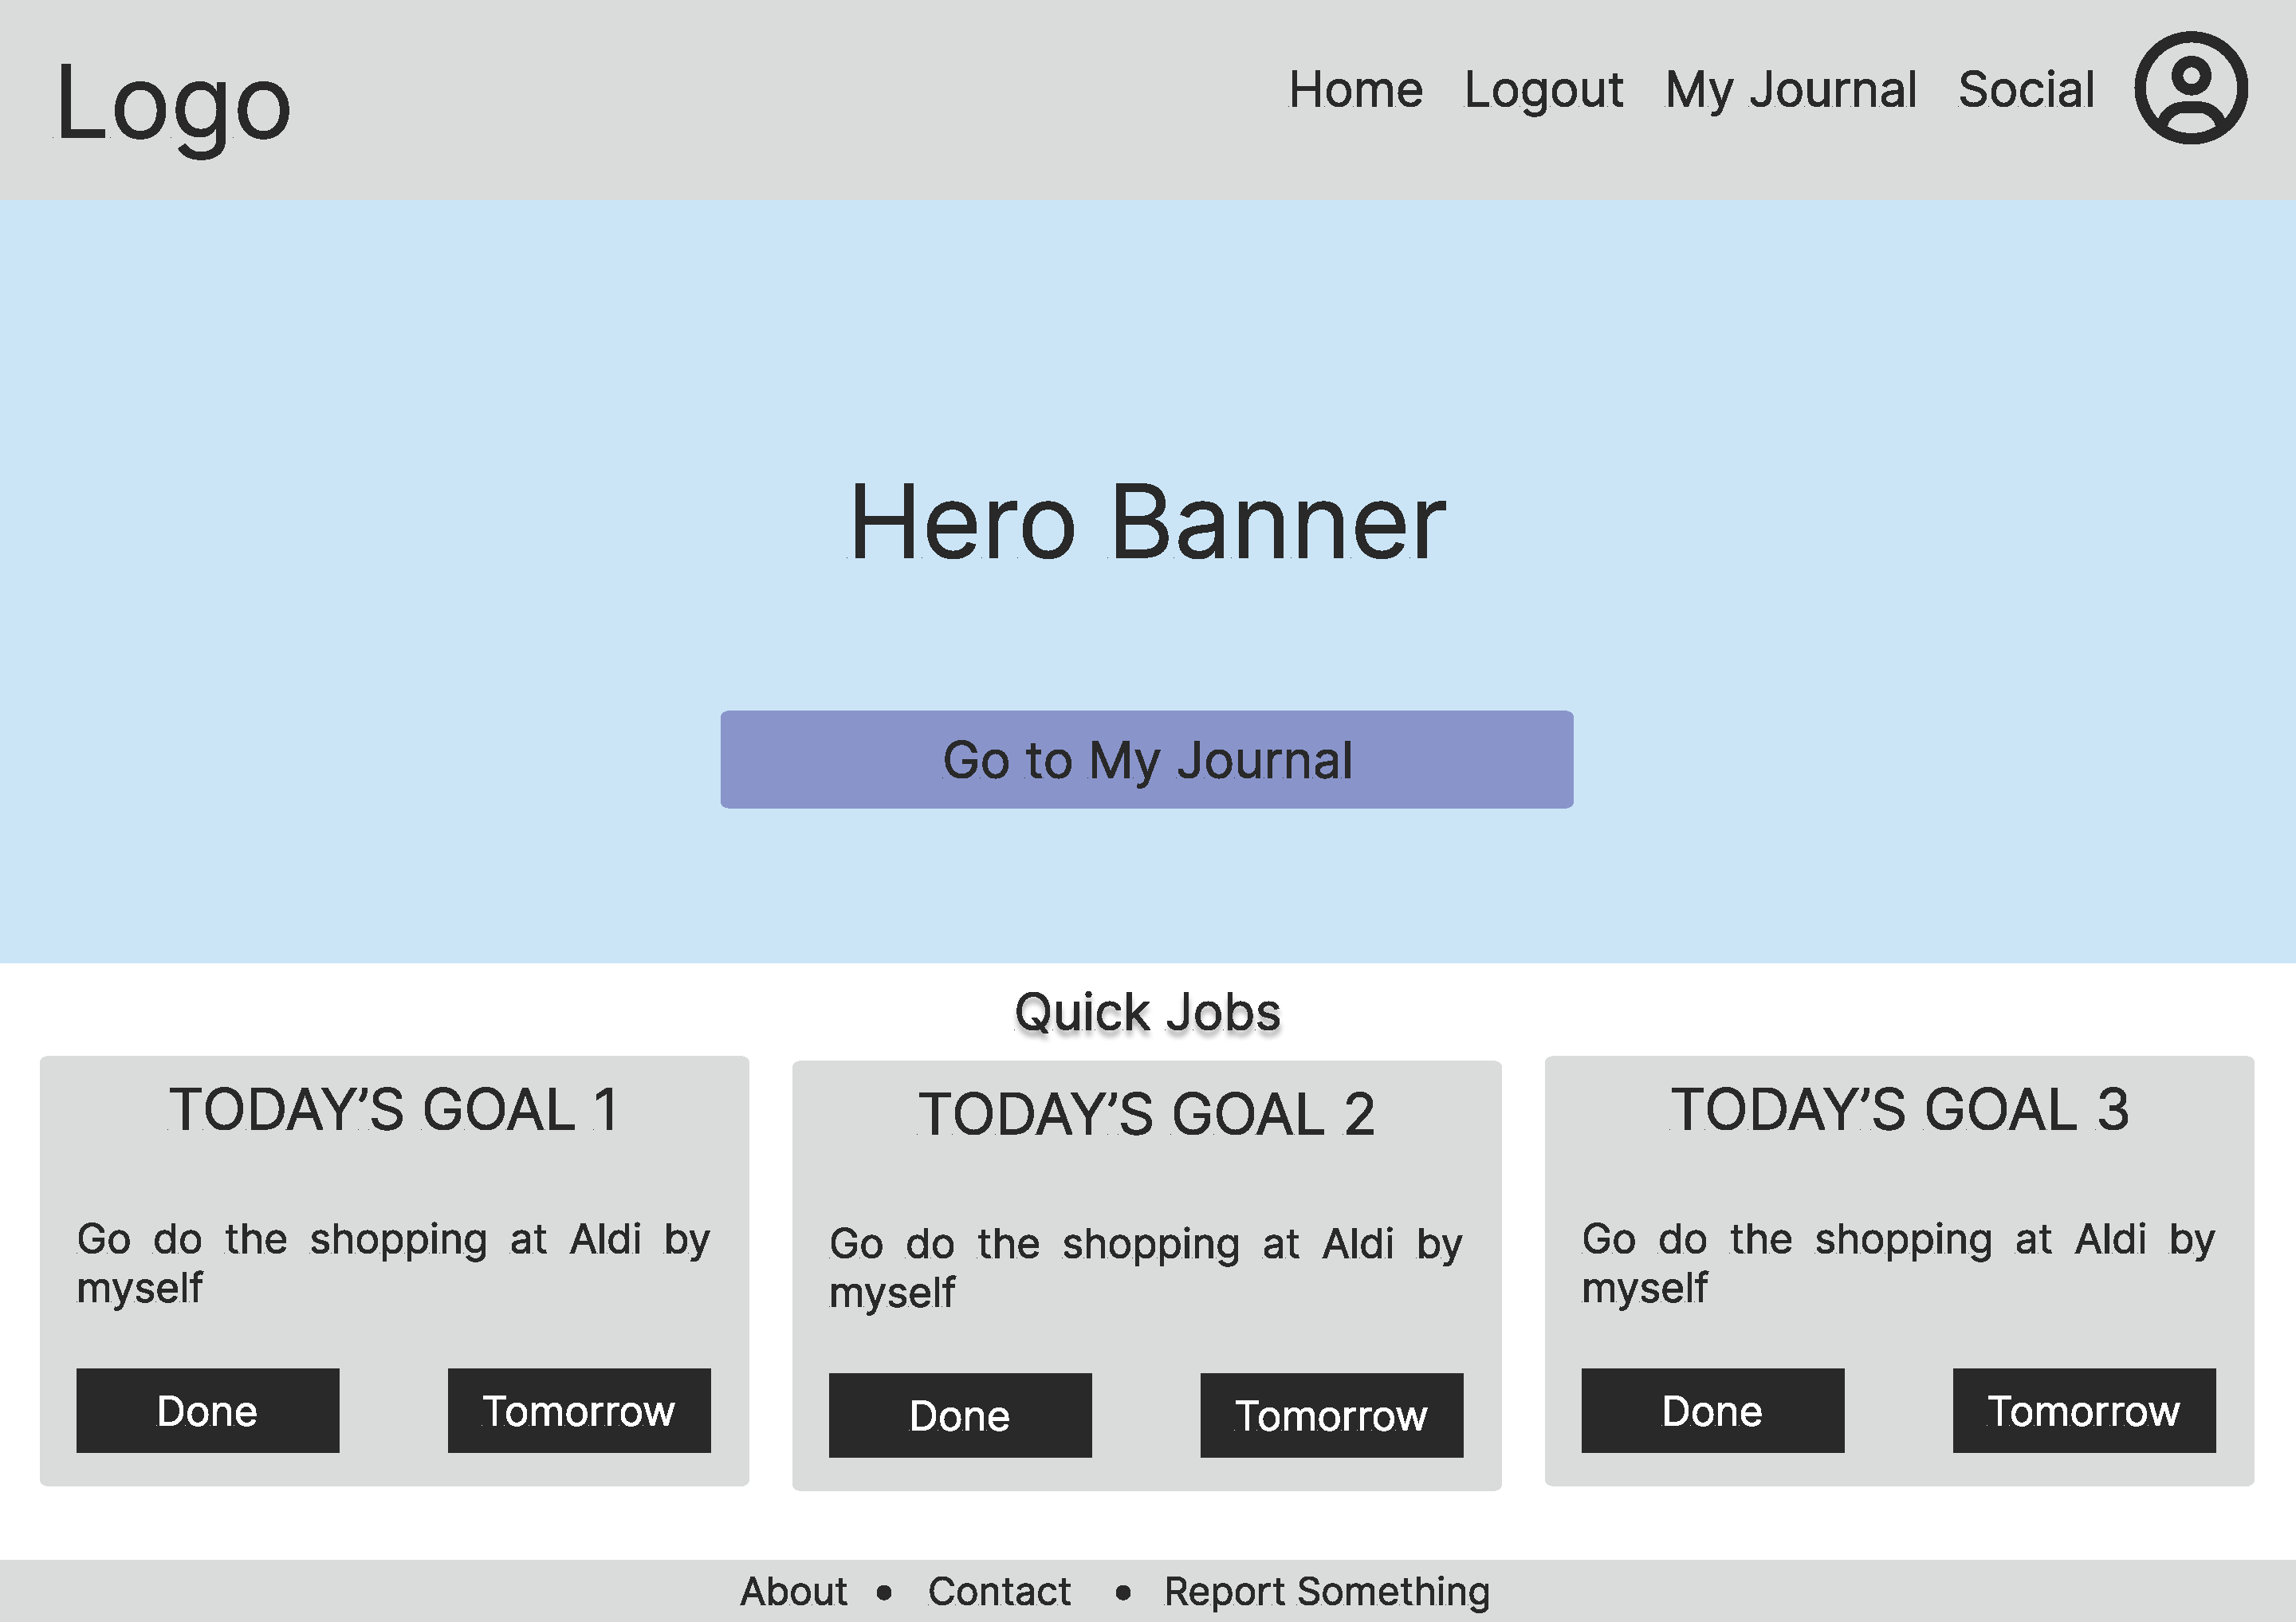 Logo
Home Logout My Journal Social
Hero Banner
Go to My Journal
Quick Jobs
TODAY’S GOAL 1
Go do the shopping at Aldi by
myself
Done Tomorrow
TODAY’S GOAL 2
Go do the shopping at Aldi by
myself
Done Tomorrow
TODAY’S GOAL 3
Go do the shopping at Aldi by
myself
Done Tomorrow
About • Contact • Report Something